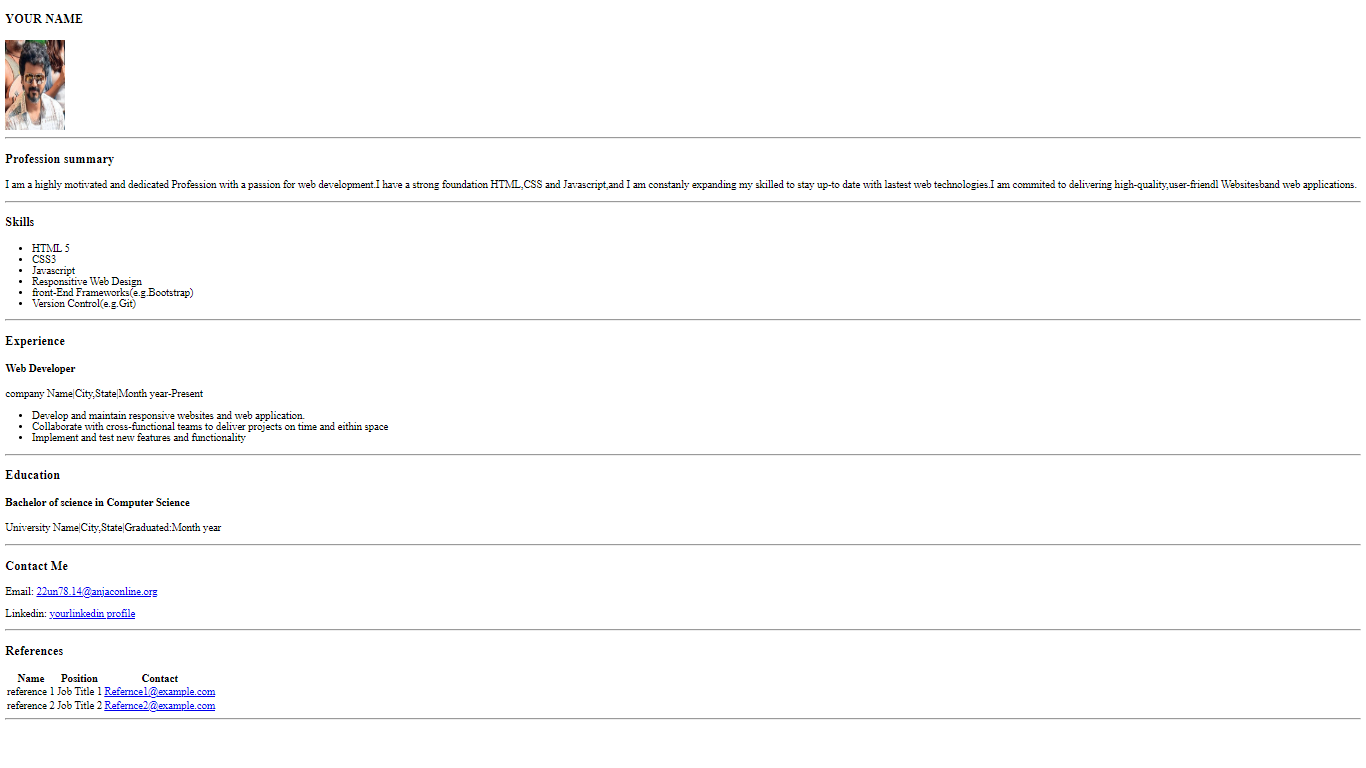 YOUR NAME
Profession summary
I am a highly motivated and dedicated Profession with a passion for web development.I have a strong foundation HTML,CSS and Javascript,and I am constanly expanding my skilled to stay up-to date with lastest web technologies.I am commited to delivering high-quality,user-friendl Websitesband web applications.
Skills
HTML 5
CSS3
Javascript
Responsitive Web Design
front-End Frameworks(e.g.Bootstrap)
Version Control(e.g.Git)
Experience
Web Developer
company Name|City,State|Month year-Present
Develop and maintain responsive websites and web application.
Collaborate with cross-functional teams to deliver projects on time and eithin space
Implement and test new features and functionality
Education
Bachelor of science in Computer Science
University Name|City,State|Graduated:Month year
Contact Me
Email: 22un78.14@anjaconline.org
Linkedin: yourlinkedin profile
References
Name Position Contact
reference 1 Job Title 1 Refernce1@example.com
reference 2 Job Title 2 Refernce2@example.com